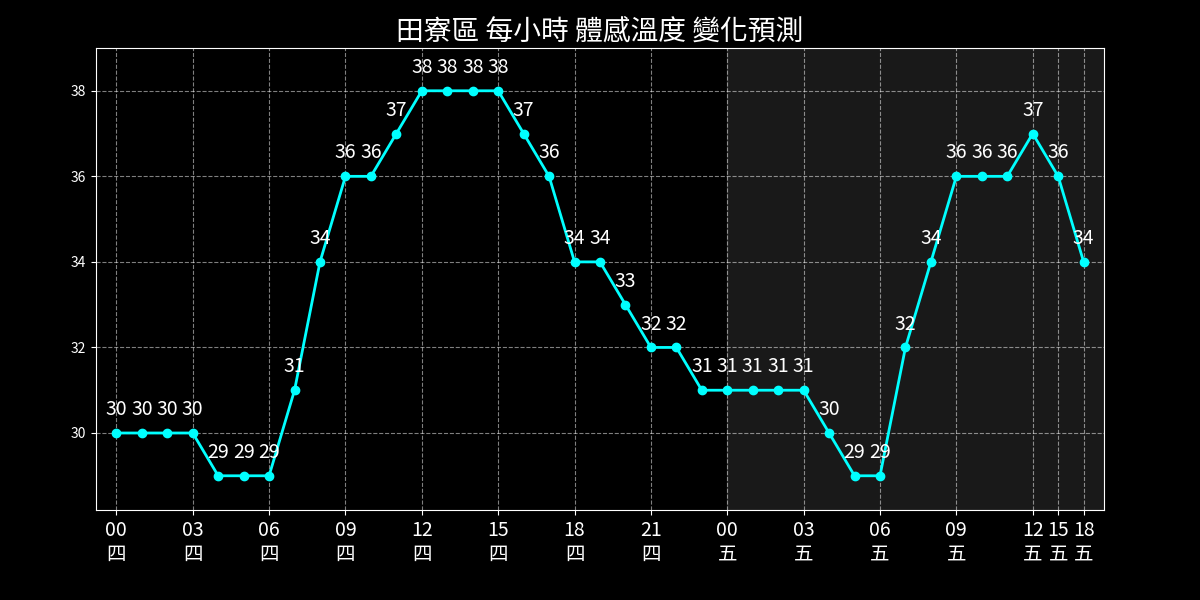 田寮區 每小時 體感溫度 變化預測
38 38 38 38
37 37 37
36 36 36 36 36 36 36
34 34 34 34 34
33
32 32 32
31 31 31 31 31 31
30 30 30 30 30
29 29 29 29 29
38
36
34
32
30
00 03 06 09 12 15 18 21 00 03 06 09 12 15 18
四 四 四 四 四 四 四 四 五 五 五 五 五 五 五